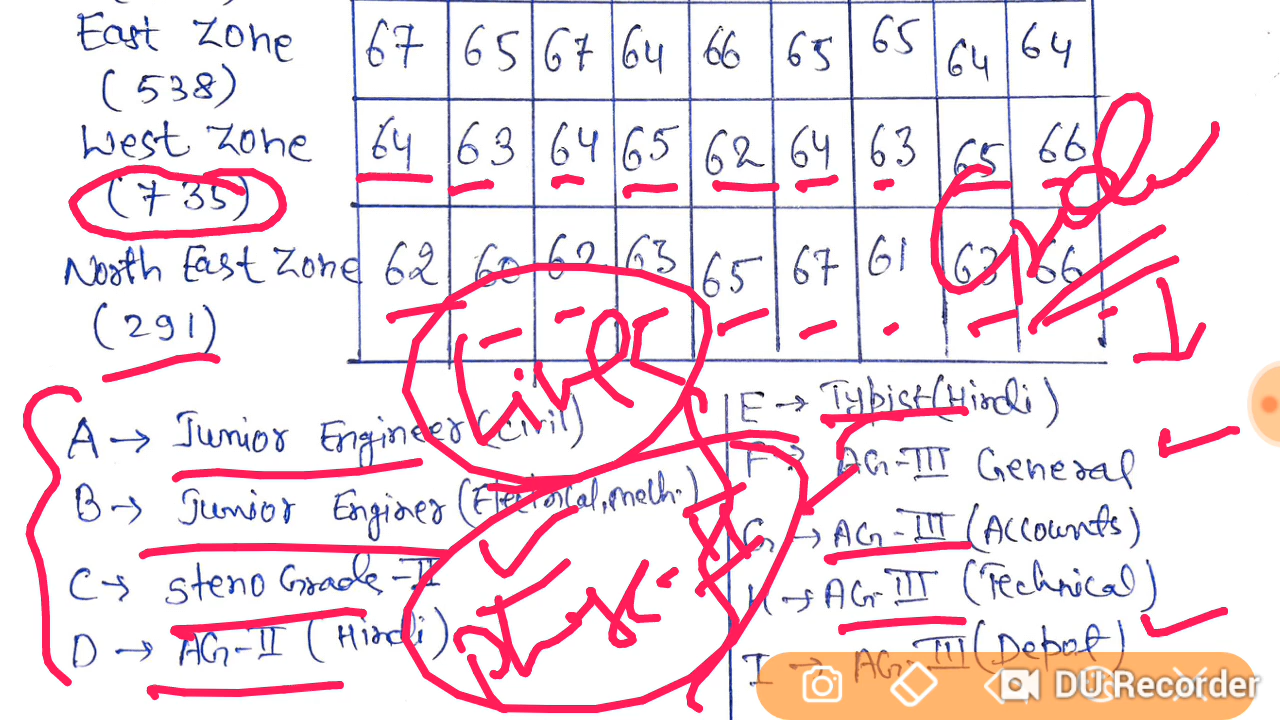 East Zone 67 65 67 64 66 65 65 64 64
(538)
West Zone 64 63 64 65 62 64 63 65 66
(735)
North East Zone 62 60 62 63 65 67 61 63 66
(291)
A → Junior Engineer (Civil)
B → Junior Enginer (Electorical, mech.)
C → Steno Grade-II
D → AG-II (Hindi)
E → Typist (Hindi)
F → AG-III General
G → AG-III (Accounts)
H → AG-III (Technical)
I → AG-III (Depot)
DU Recorder